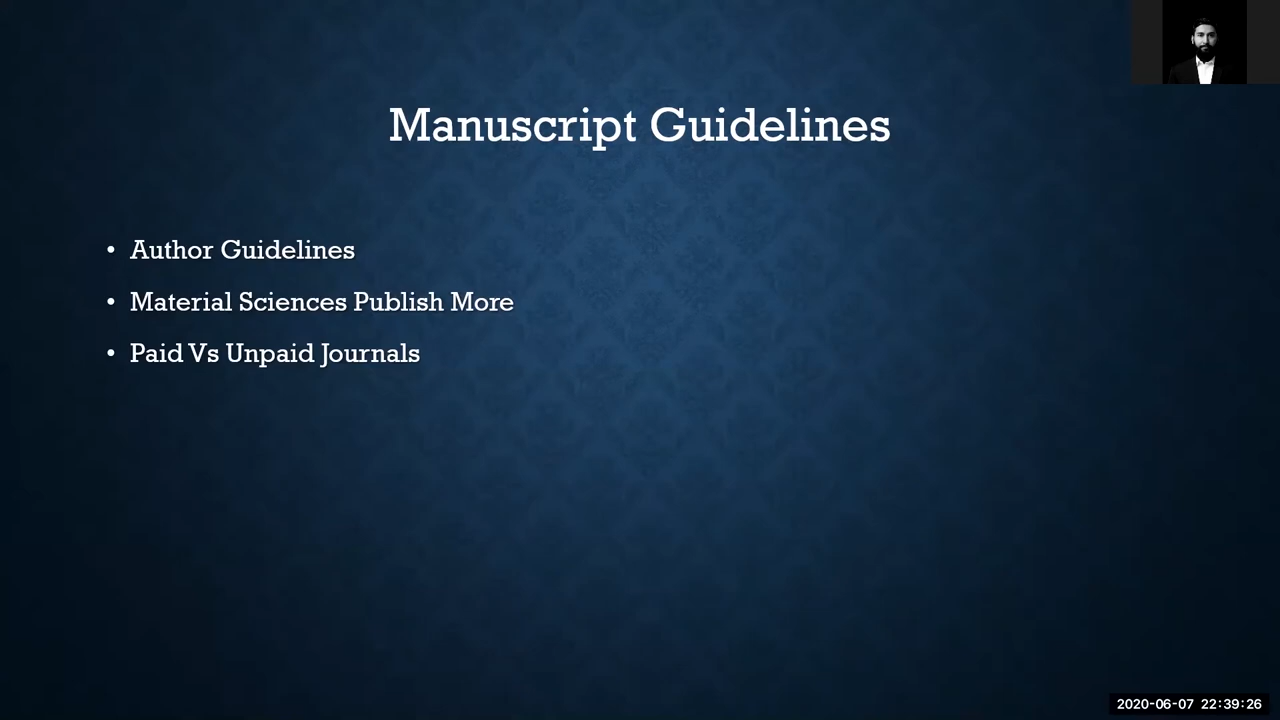 Manuscript Guidelines
• Author Guidelines
• Material Sciences Publish More
• Paid Vs Unpaid Journals
2020-06-07 22:39:26